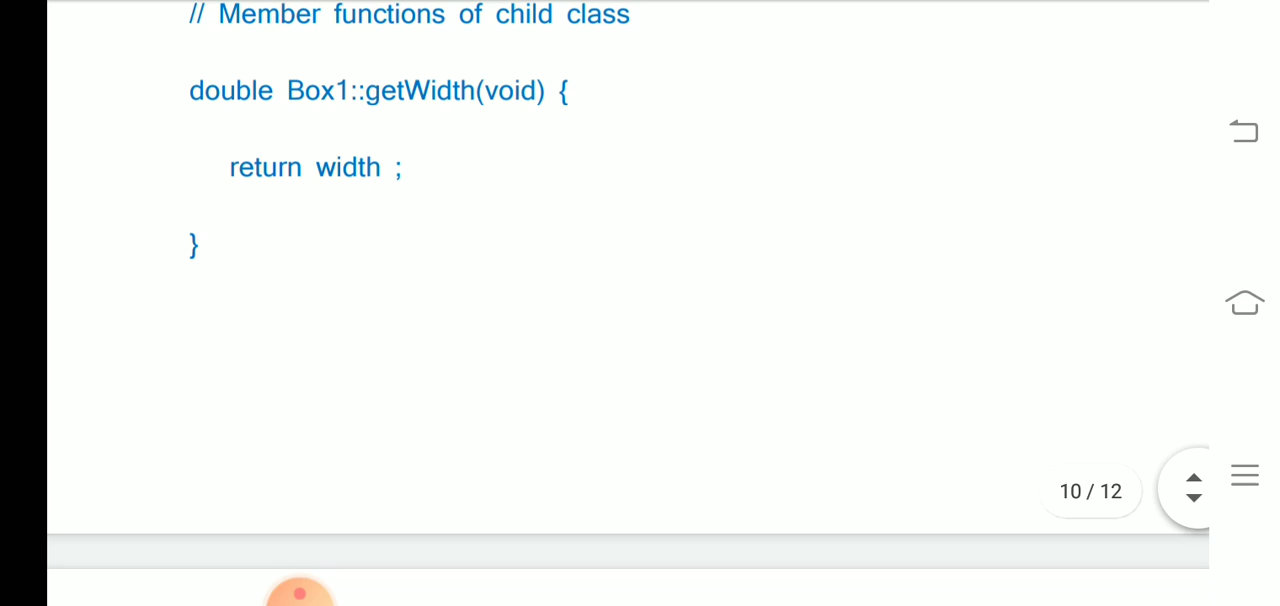 // Member functions of child class
double Box1::getWidth(void) {
return width ;
}
10 / 12